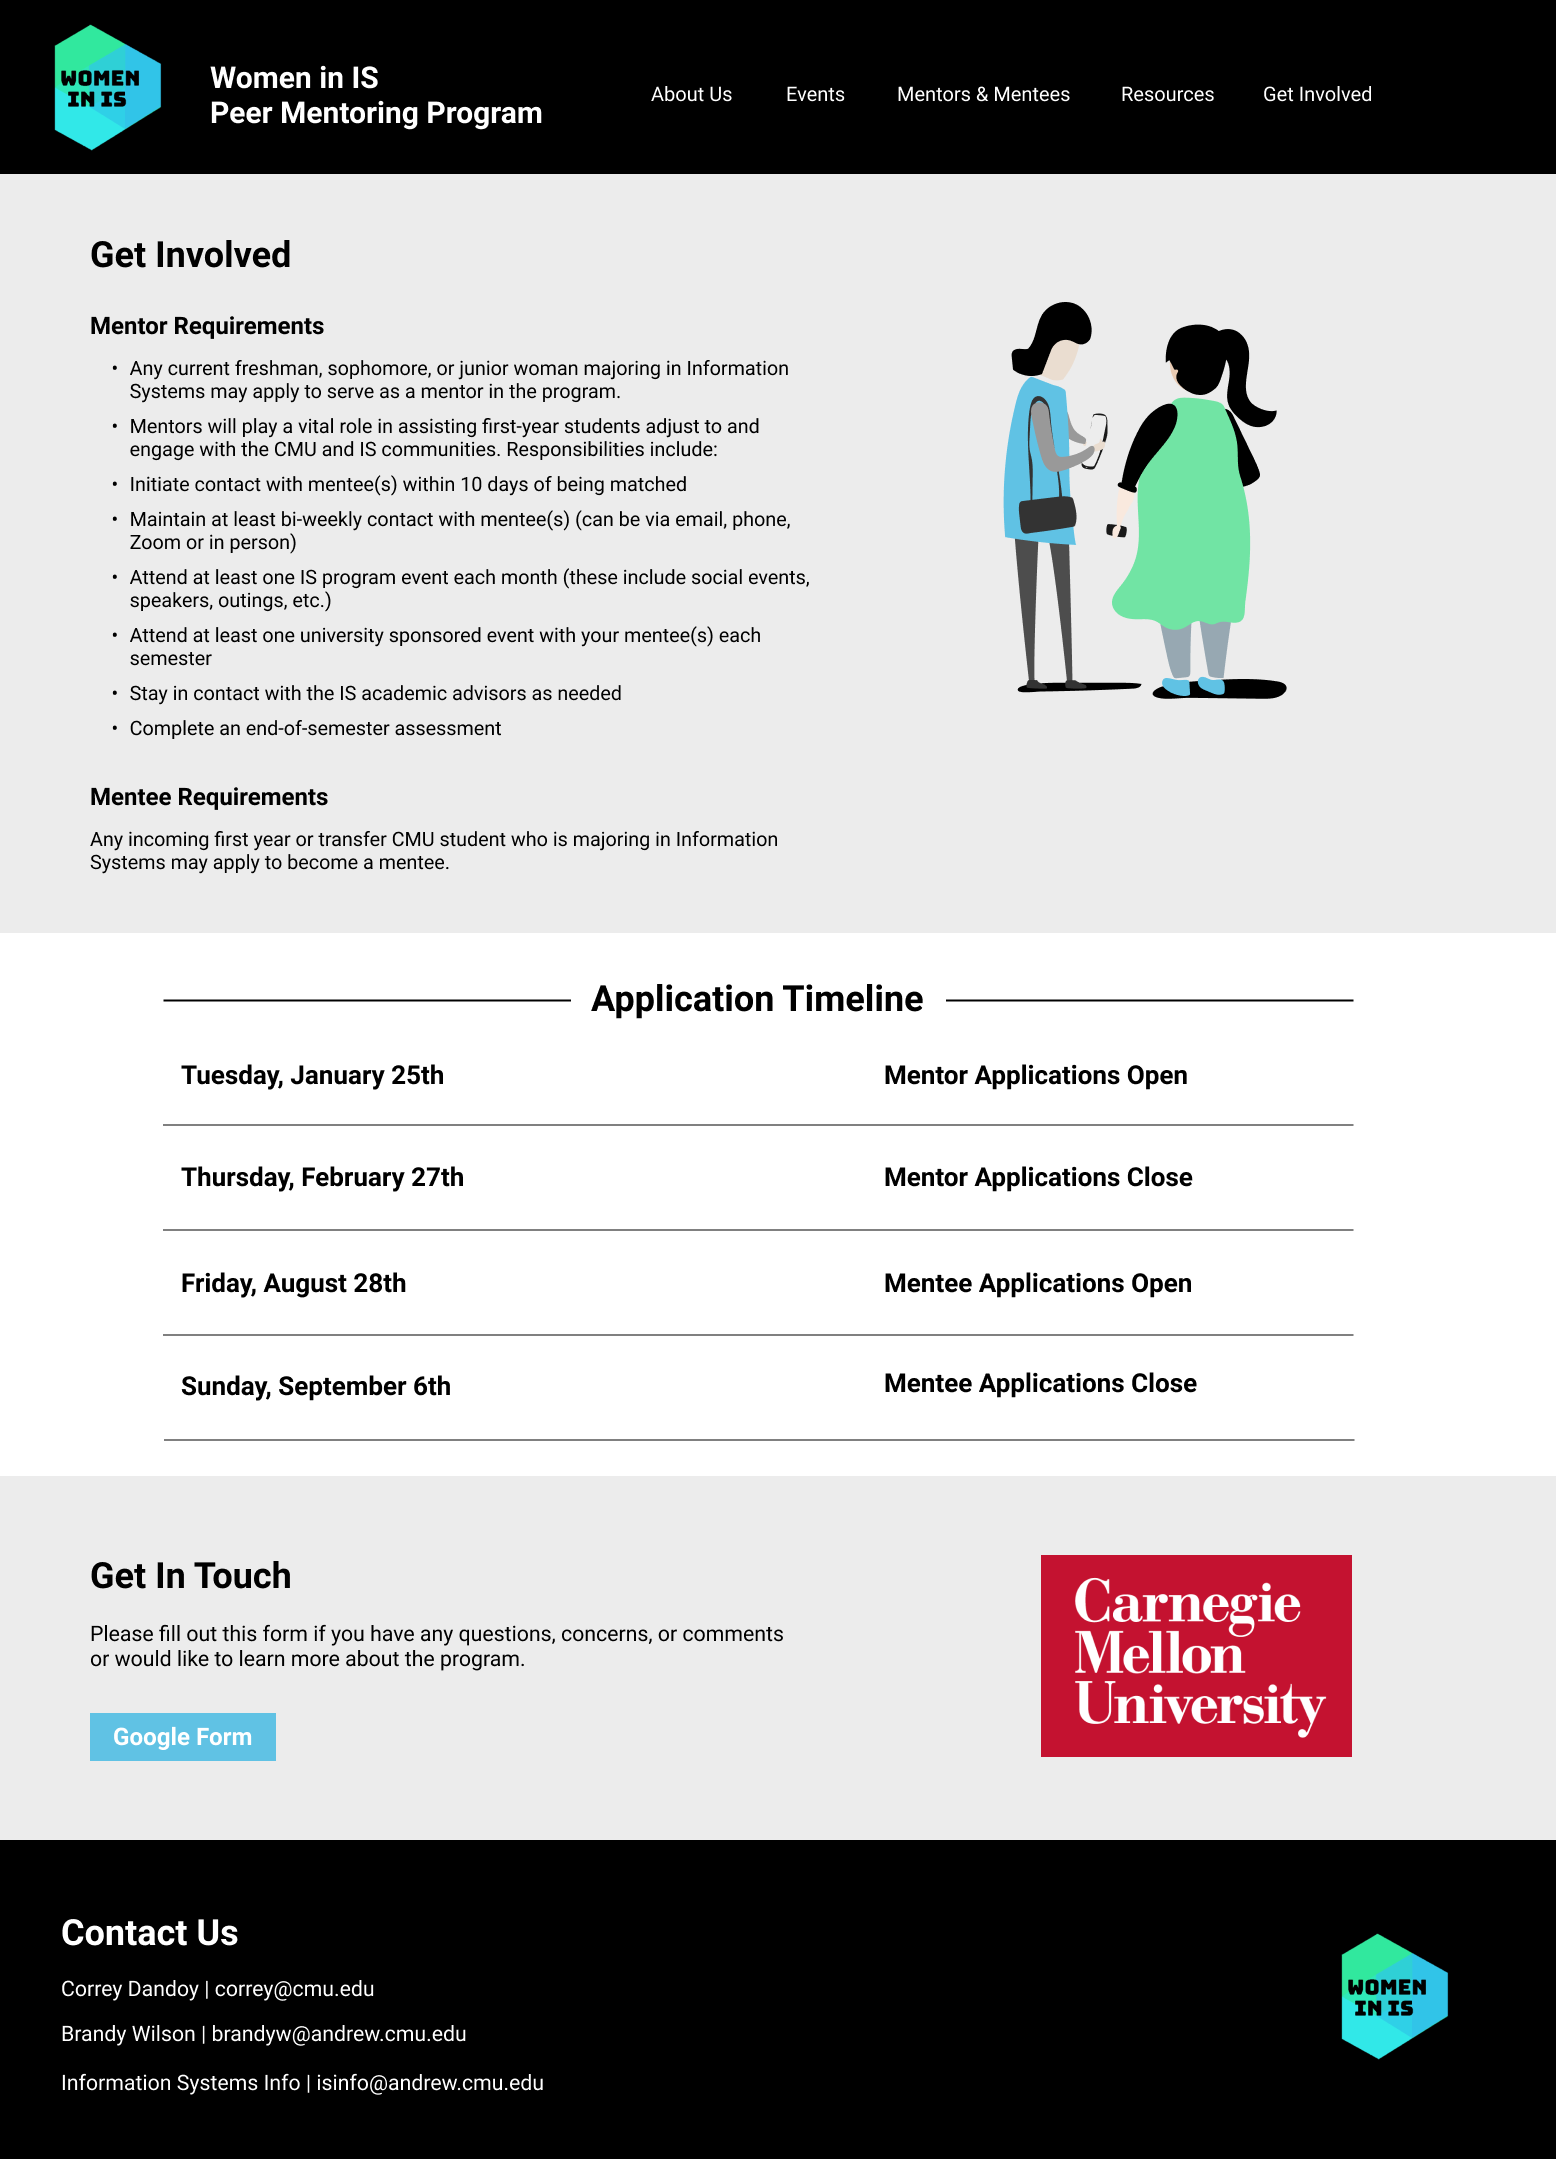 WOMEN
IN IS
Women in IS
Peer Mentoring Program
About Us Events Mentors & Mentees Resources Get Involved
Get Involved
Mentor Requirements
• Any current freshman, sophomore, or junior woman majoring in Information
Systems may apply to serve as a mentor in the program.
• Mentors will play a vital role in assisting first-year students adjust to and
engage with the CMU and IS communities. Responsibilities include:
• Initiate contact with mentee(s) within 10 days of being matched
• Maintain at least bi-weekly contact with mentee(s) (can be via email, phone,
Zoom or in person)
• Attend at least one IS program event each month (these include social events,
speakers, outings, etc.)
• Attend at least one university sponsored event with your mentee(s) each
semester
• Stay in contact with the IS academic advisors as needed
• Complete an end-of-semester assessment
Mentee Requirements
Any incoming first year or transfer CMU student who is majoring in Information
Systems may apply to become a mentee.
Application Timeline
Tuesday, January 25th Mentor Applications Open
Thursday, February 27th Mentor Applications Close
Friday, August 28th Mentee Applications Open
Sunday, September 6th Mentee Applications Close
Get In Touch
Please fill out this form if you have any questions, concerns, or comments
or would like to learn more about the program.
Google Form
Carnegie
Mellon
University
Contact Us
Correy Dandoy | correy@cmu.edu
Brandy Wilson | brandyw@andrew.cmu.edu
Information Systems Info | isinfo@andrew.cmu.edu
WOMEN
IN IS